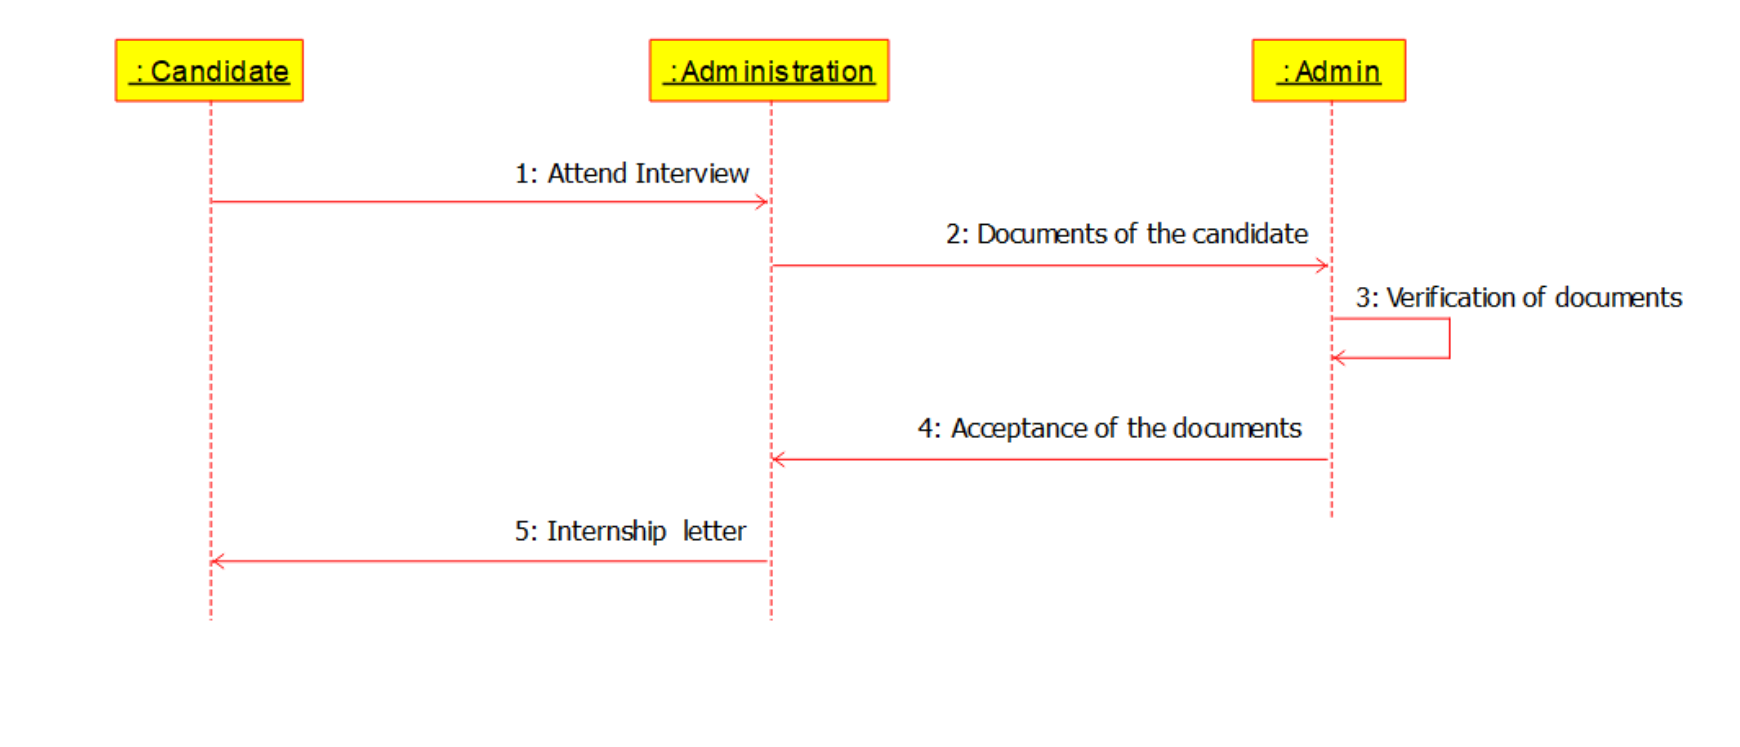 : Candidate
:Administration
:Admin
1: Attend Interview
2: Documents of the candidate
3: Verification of documents
4: Acceptance of the documents
5: Internship letter